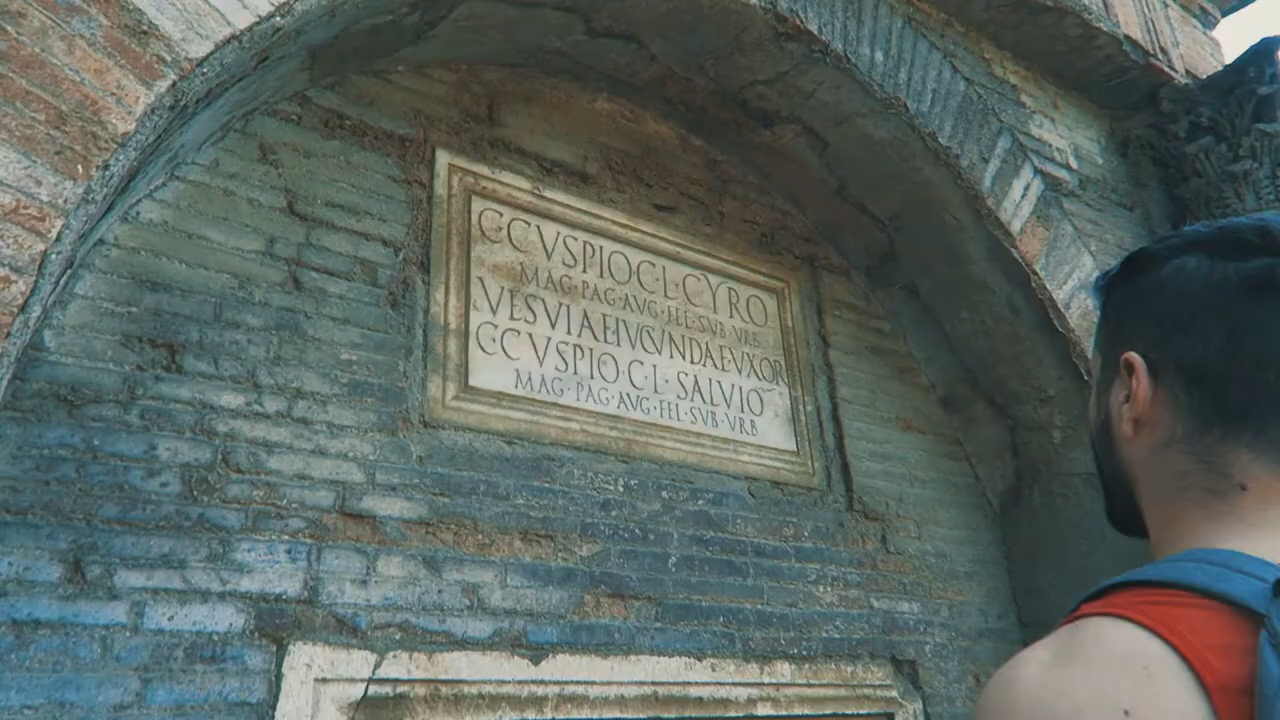 C·CVSPIO·C·L·CYRO
MAG·PAG·AVG·FEL·SVB·VRB
VESVIAE·IVCVNDAE·VXOR
C·CVSPIO·C·L·SALVIO
MAG·PAG·AVG·FEL·SVB·VRB